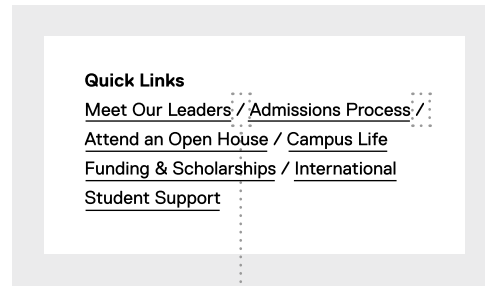 Quick Links
Meet Our Leaders / Admissions Process /
Attend an Open House / Campus Life
Funding & Scholarships / International
Student Support